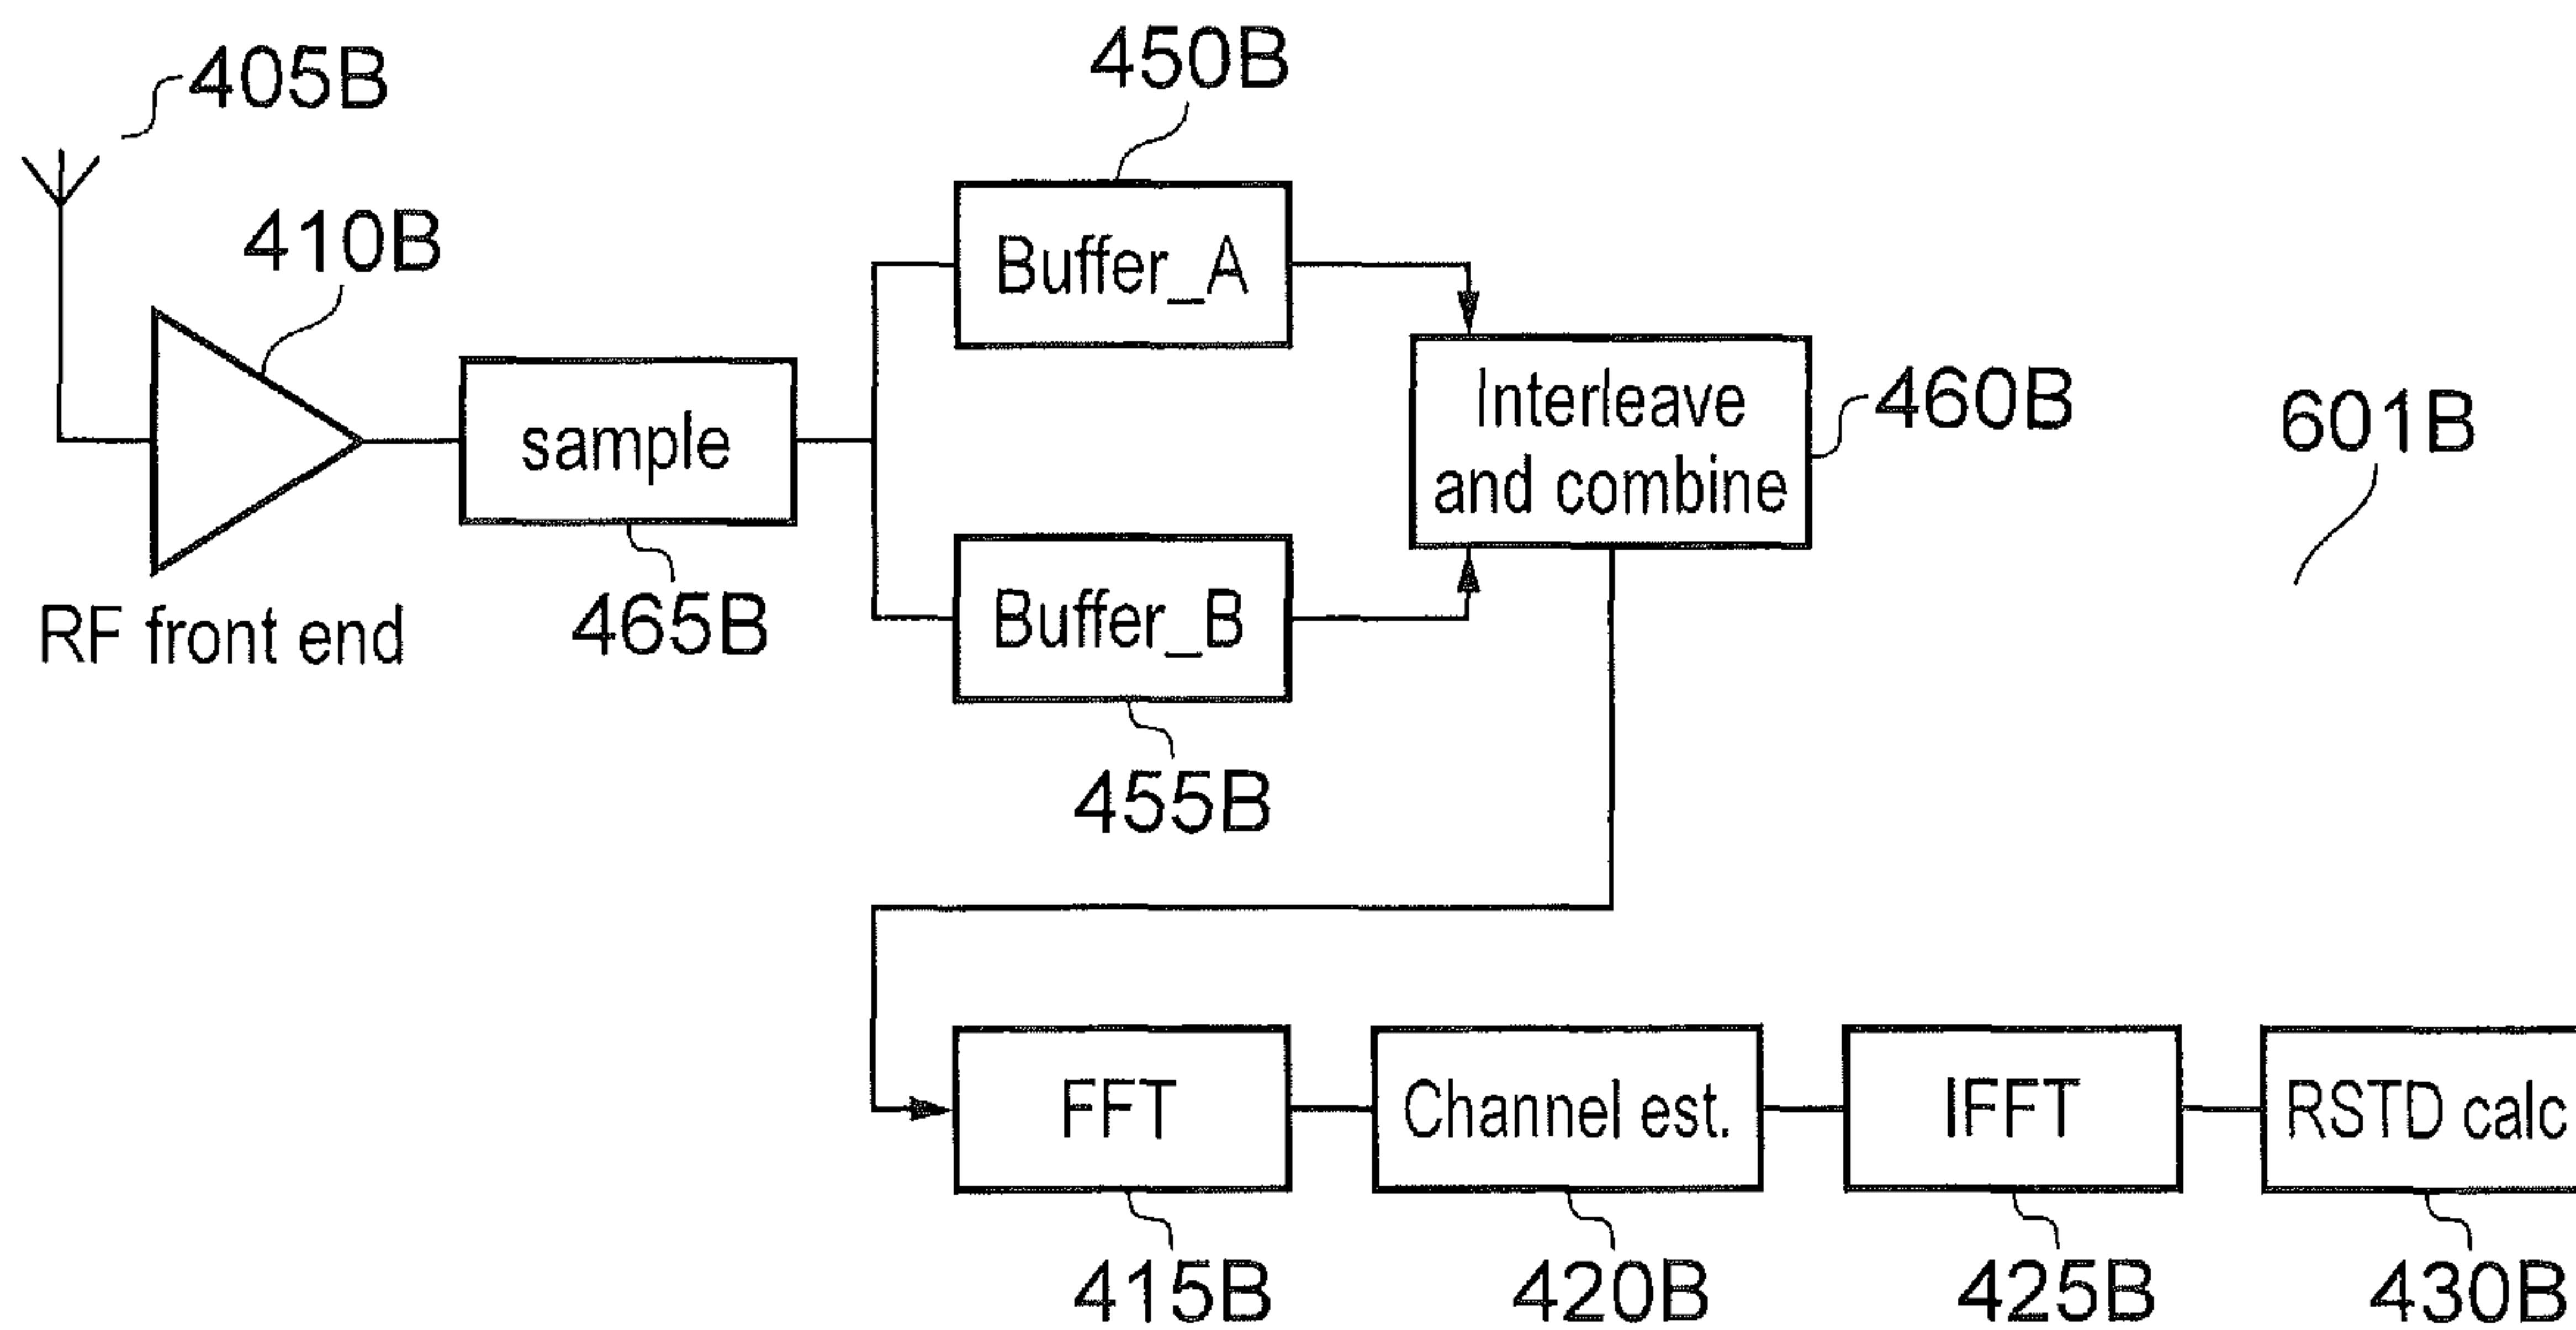 405B
450B
410B
Buffer_A
Interleave
and combine
460B
601B
sample
465B
RF front end
Buffer_B
455B
FFT
Channel est.
IFFT
RSTD calc
415B
420B
425B
430B